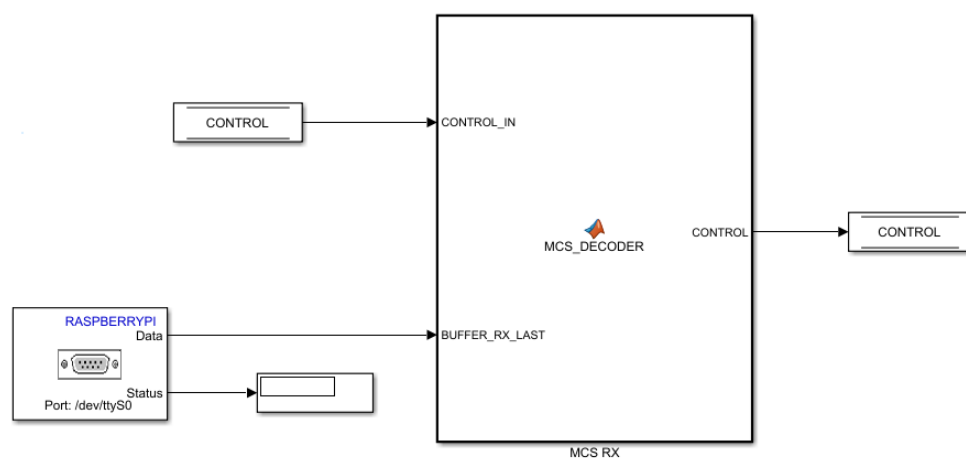 CONTROL
CONTROL_IN
MCS_DECODER
CONTROL
CONTROL
RASPBERRYPI
Data
BUFFER_RX_LAST
Status
Port: /dev/ttyS0
MCS RX